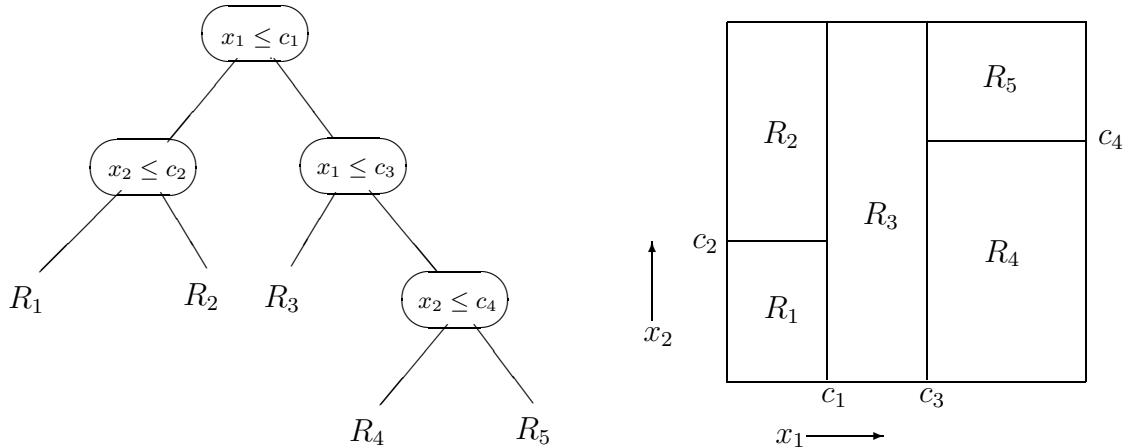 x₁ ≤ c₁
x₂ ≤ c₂
x₁ ≤ c₃
R₁
R₂
R₃
x₂ ≤ c₄
R₄
R₅
R₅
R₂
c₄
R₃
c₂
R₄
R₁
x₂
c₁
c₃
x₁